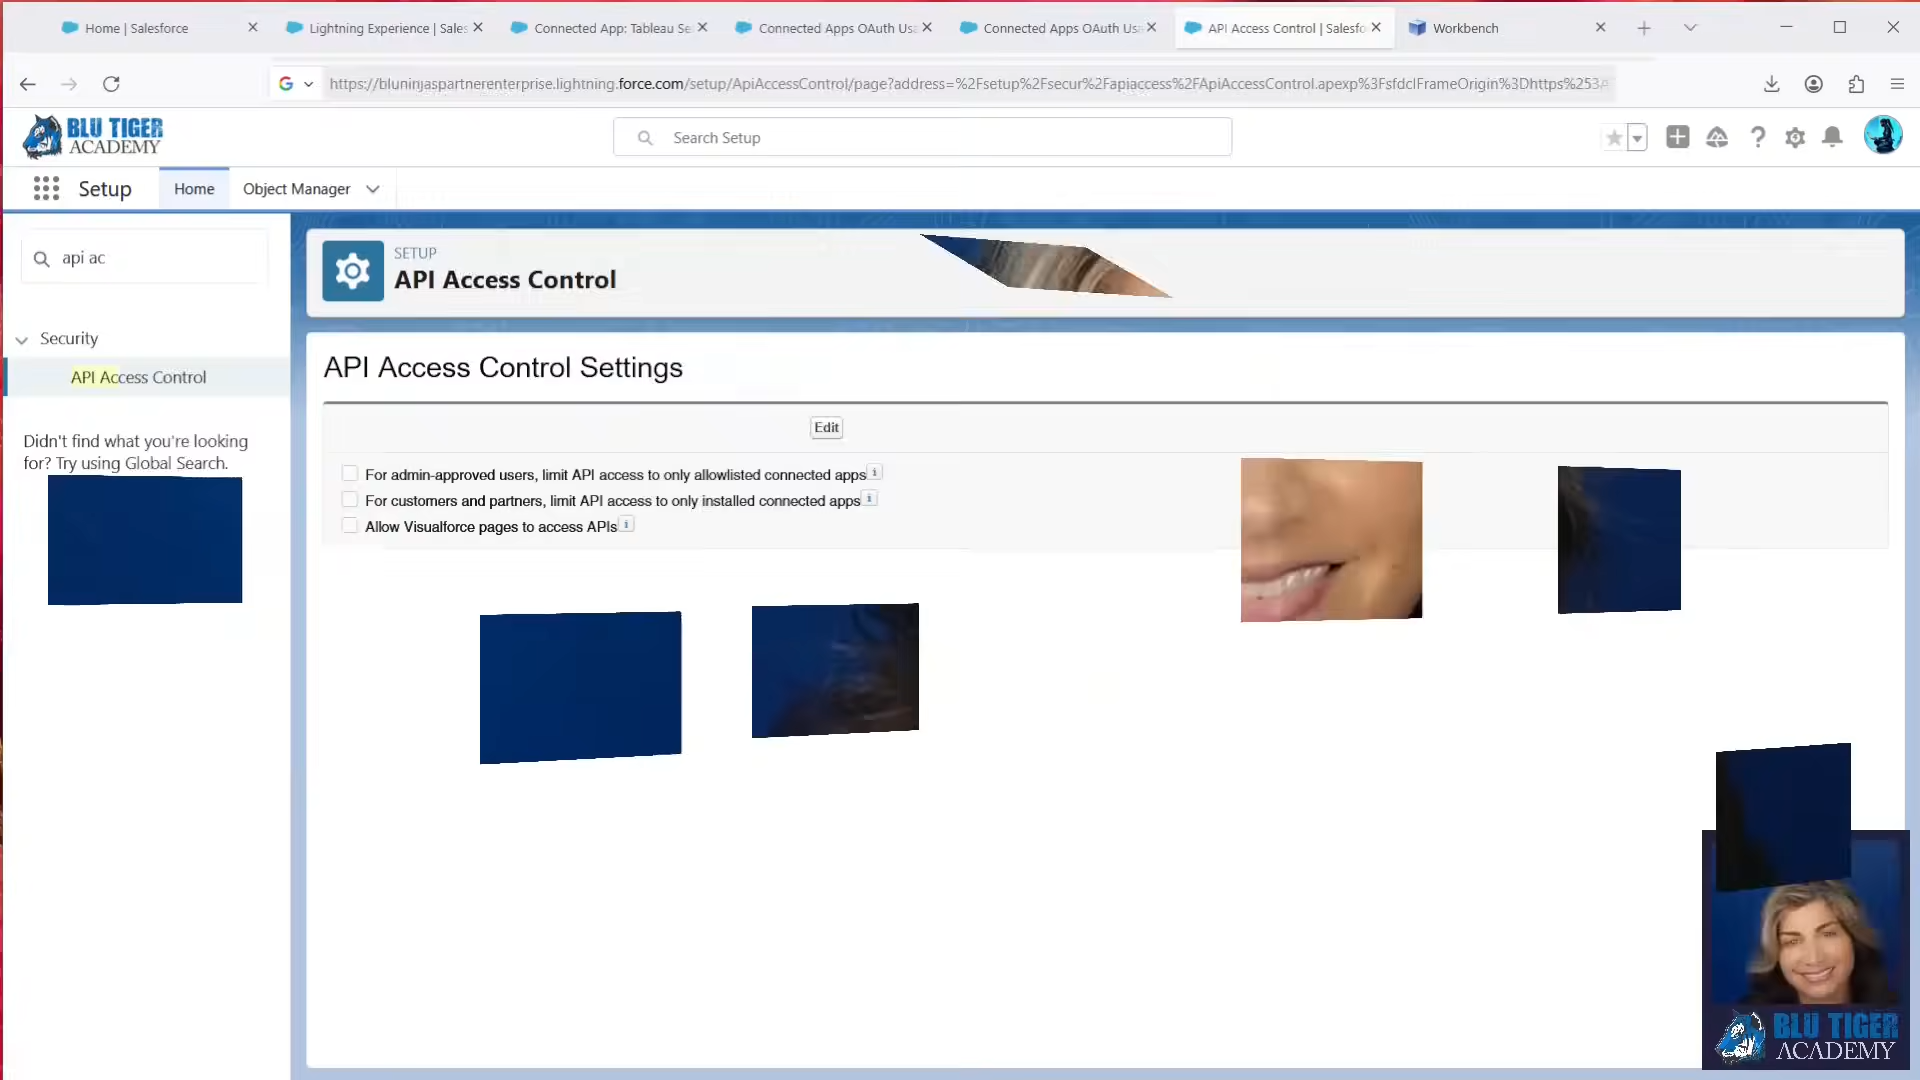 Home | Salesforce
Lightning Experience | Sales
Connected App: Tableau Se
Connected Apps OAuth Usa
Connected Apps OAuth Usa
API Access Control | Salesfo
Workbench
https://bluninjaspartnerenterprise.lightning.force.com/setup/ApiAccessControl/page?address=%2Fsetup%2Fsecur%2Fapiaccess%2FApiAccessControl.apexp%3FsfdcIFrameOrigin%3Dhttps%253A
BLU TIGER
ACADEMY
Search Setup
Setup
Home
Object Manager
api ac
SETUP
API Access Control
Security
API Access Control
Didn't find what you're looking
for? Try using Global Search.
API Access Control Settings
Edit
For admin-approved users, limit API access to only allowlisted connected apps
For customers and partners, limit API access to only installed connected apps
Allow Visualforce pages to access APIs
BLU TIGER
ACADEMY